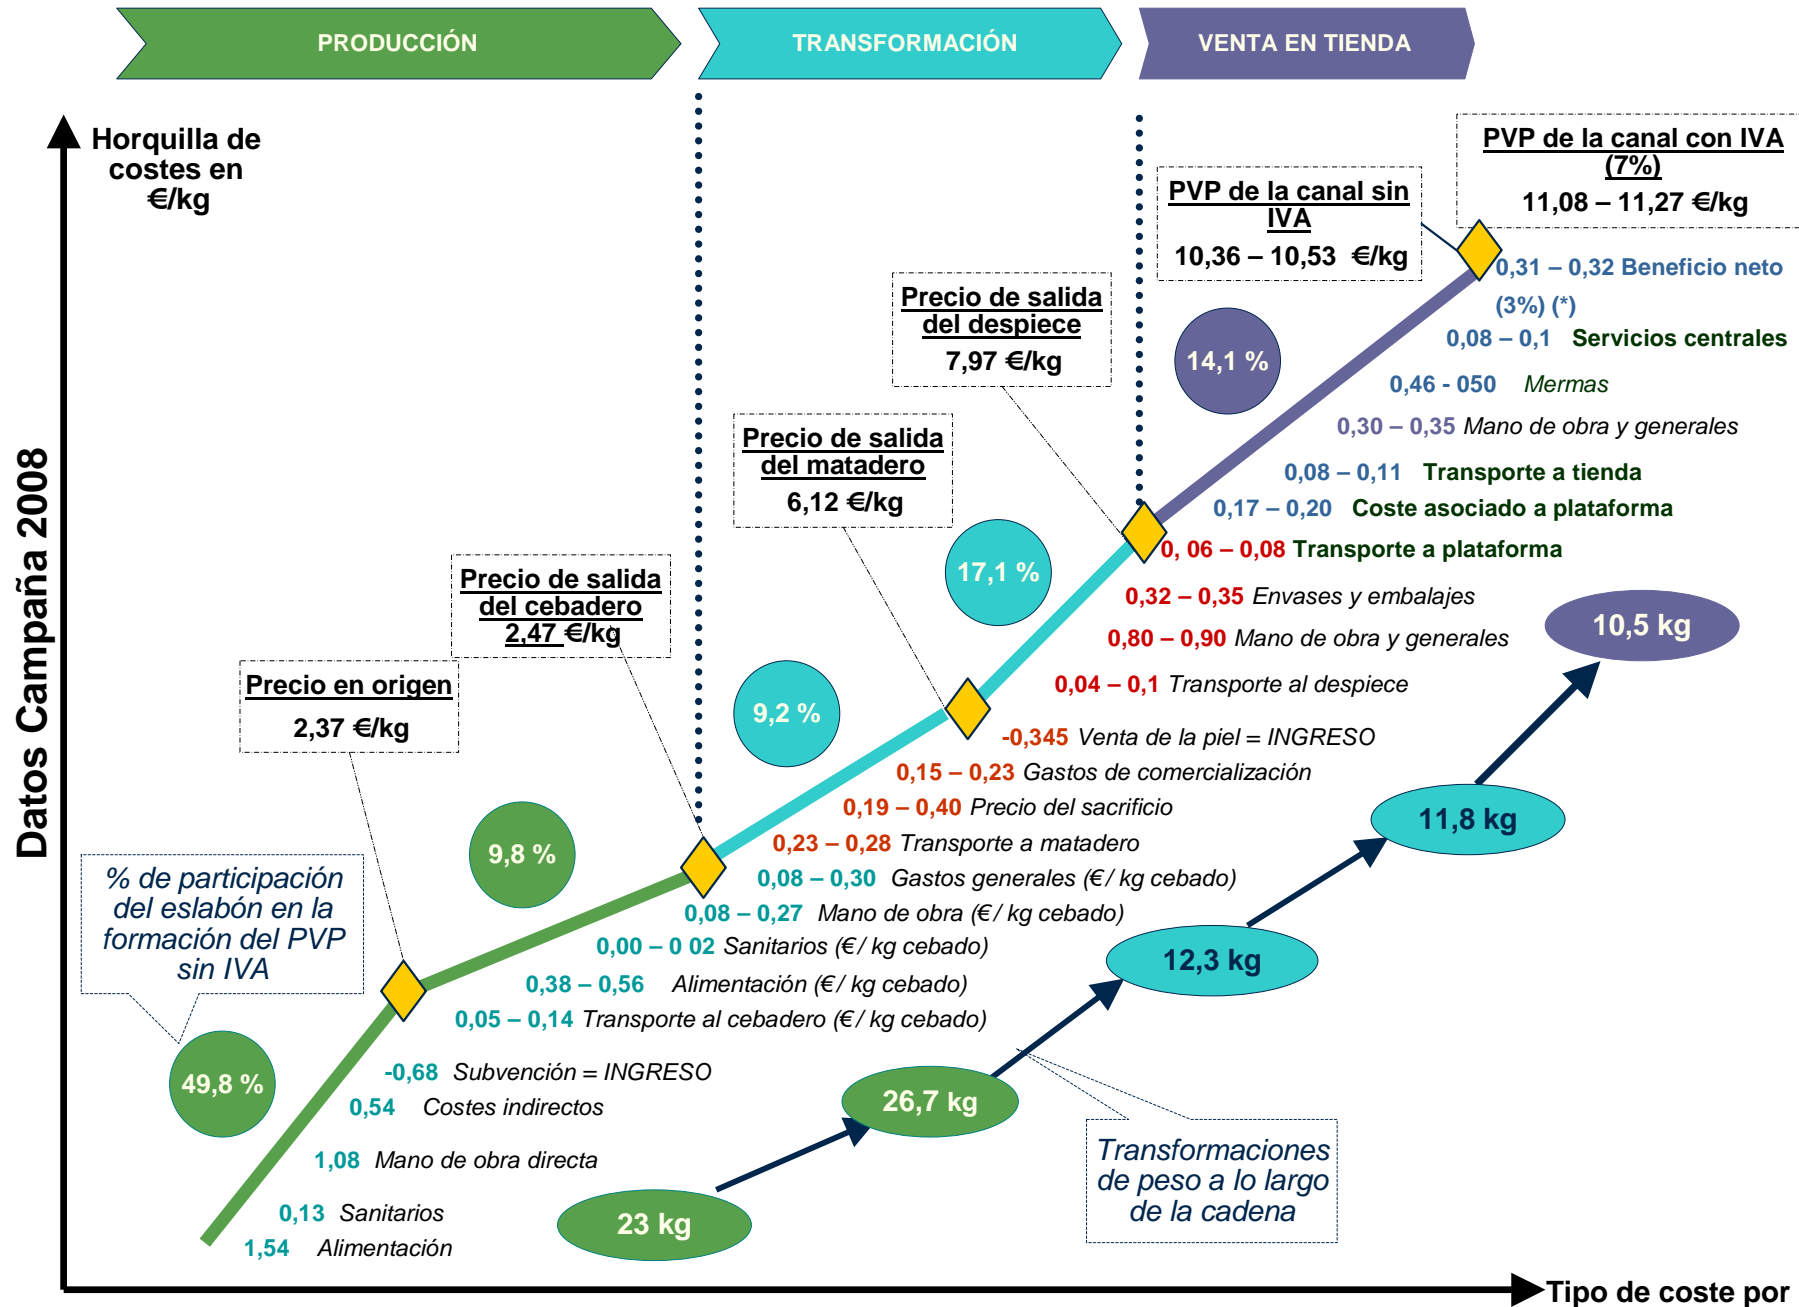 PRODUCCIÓN
TRANSFORMACIÓN
VENTA EN TIENDA
Horquilla de
costes en
€/kg
Datos Campaña 2008
PVP de la canal con IVA
(7%)
11,08 – 11,27 €/kg
PVP de la canal sin
IVA
10,36 – 10,53 €/kg
Precio de salida
del despiece
7,97 €/kg
Precio de salida
del matadero
6,12 €/kg
Precio de salida
del cebadero
2,47 €/kg
Precio en origen
2,37 €/kg
14,1 %
17,1 %
9,2 %
9,8 %
49,8 %
% de participación
del eslabón en la
formación del PVP
sin IVA
0,31 – 0,32 Beneficio neto
(3%) (*)
0,08 – 0,1 Servicios centrales
0,46 - 050 Mermas
0,30 – 0,35 Mano de obra y generales
0,08 – 0,11 Transporte a tienda
0,17 – 0,20 Coste asociado a plataforma
0, 06 – 0,08 Transporte a plataforma
0,32 – 0,35 Envases y embalajes
0,80 – 0,90 Mano de obra y generales
0,04 – 0,1 Transporte al despiece
-0,345 Venta de la piel = INGRESO
0,15 – 0,23 Gastos de comercialización
0,19 – 0,40 Precio del sacrificio
0,23 – 0,28 Transporte a matadero
0,08 – 0,30 Gastos generales (€/ kg cebado)
0,08 – 0,27 Mano de obra (€/ kg cebado)
0,00 – 0 02 Sanitarios (€/ kg cebado)
0,38 – 0,56 Alimentación (€/ kg cebado)
0,05 – 0,14 Transporte al cebadero (€/ kg cebado)
-0,68 Subvención = INGRESO
0,54 Costes indirectos
1,08 Mano de obra directa
0,13 Sanitarios
1,54 Alimentación
10,5 kg
11,8 kg
12,3 kg
26,7 kg
23 kg
Transformaciones
de peso a lo largo
de la cadena
Tipo de coste por